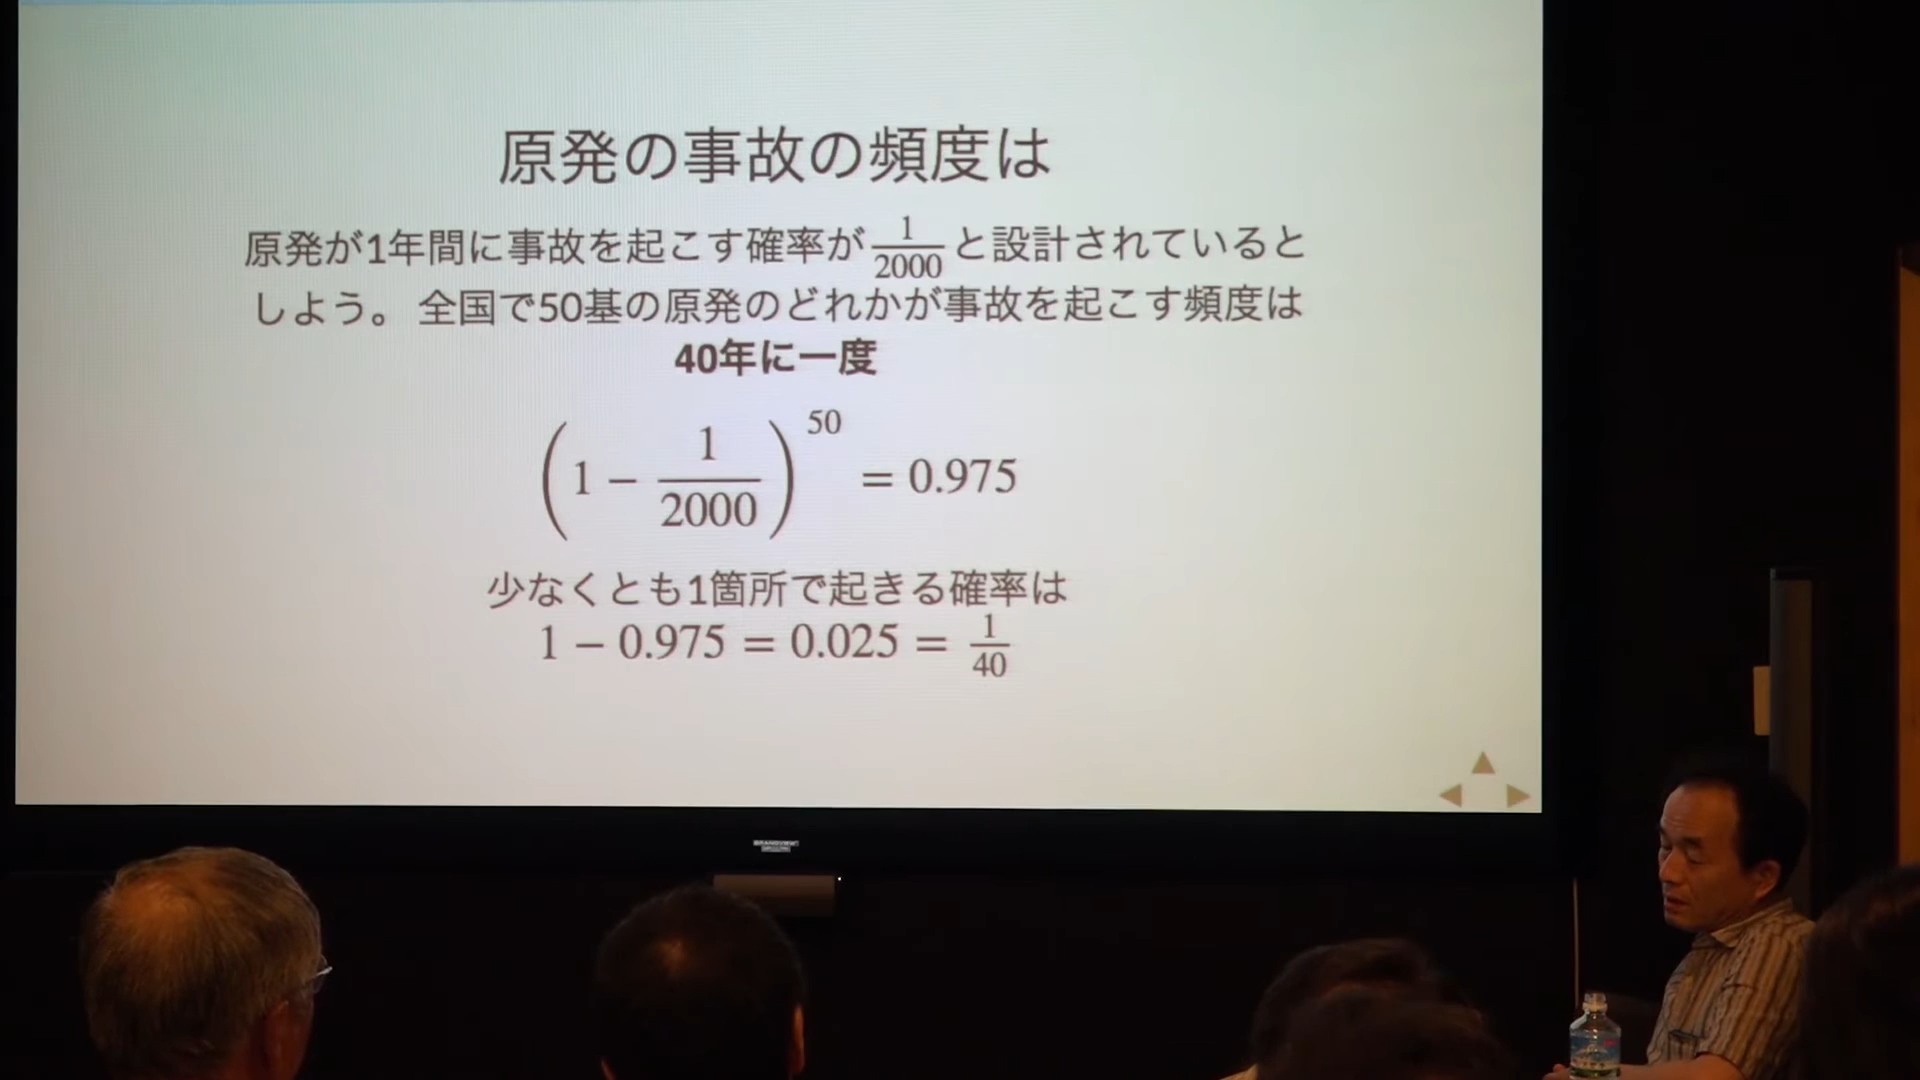 原発の事故の頻度は
原発が1年間に事故を起こす確率が 1/2000 と設計されていると
しよう。 全国で50基の原発のどれかが事故を起こす頻度は
40年に一度
(1 − 1/2000)^50 = 0.975
少なくとも1箇所で起きる確率は
1 − 0.975 = 0.025 = 1/40
GRANDVIEW